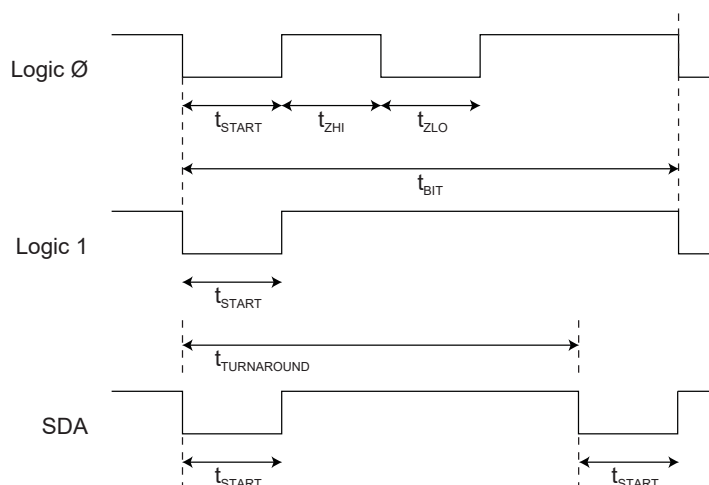 Logic Ø
tSTART
tZHI
tZLO
tBIT
Logic 1
tSTART
tTURNAROUND
SDA
tSTART
tSTART